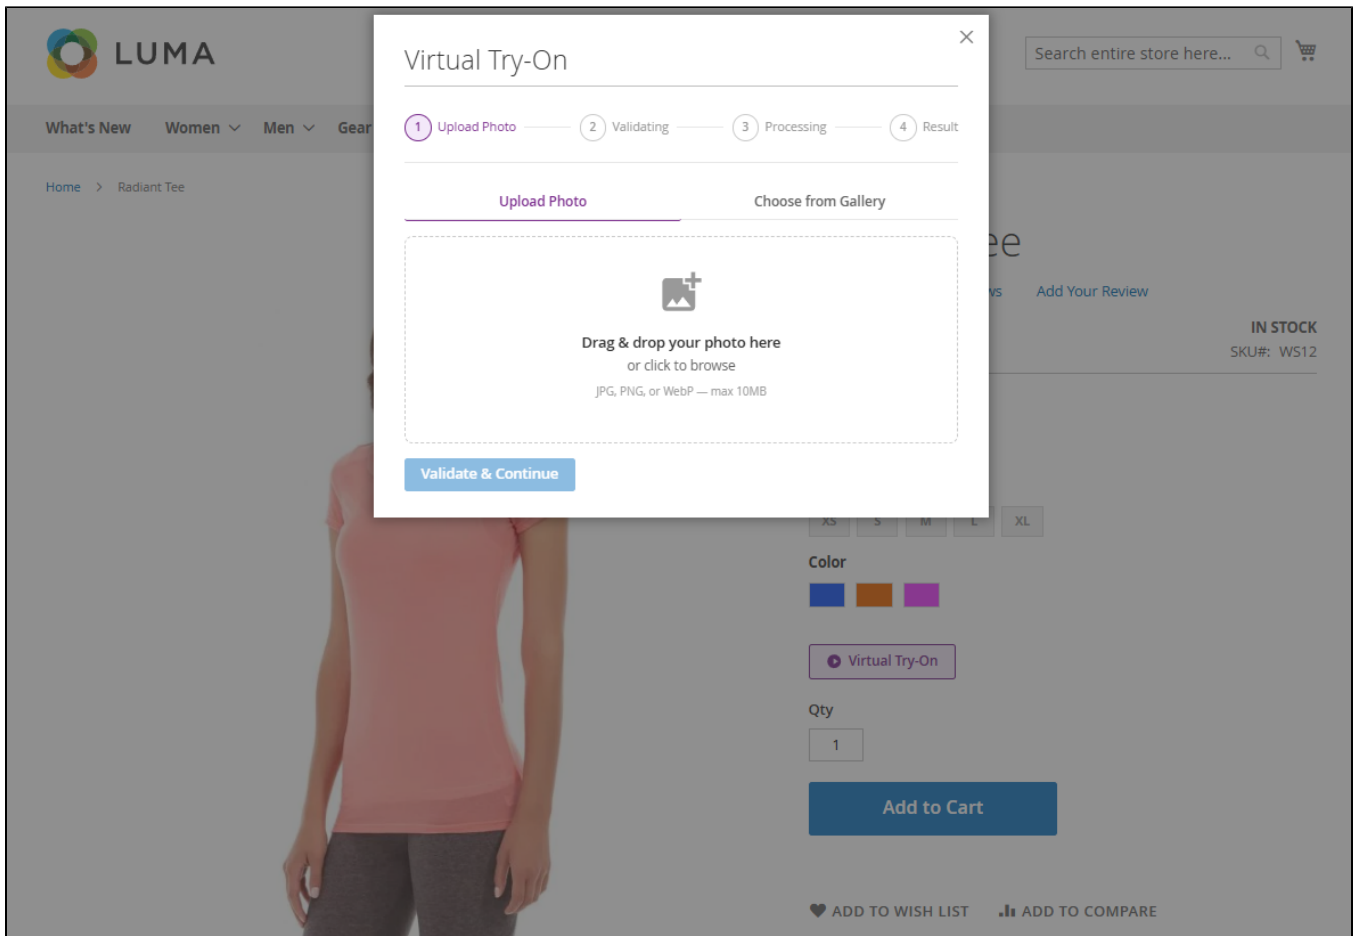 LUMA
Search entire store here...
What's New Women Men Gear
Home > Radiant Tee
Virtual Try-On
1 Upload Photo 2 Validating 3 Processing 4 Result
Upload Photo Choose from Gallery
Drag & drop your photo here
or click to browse
JPG, PNG, or WebP — max 10MB
Validate & Continue
Add Your Review
IN STOCK
SKU#: WS12
XS S M L XL
Color
Virtual Try-On
Qty
1
Add to Cart
ADD TO WISH LIST ADD TO COMPARE